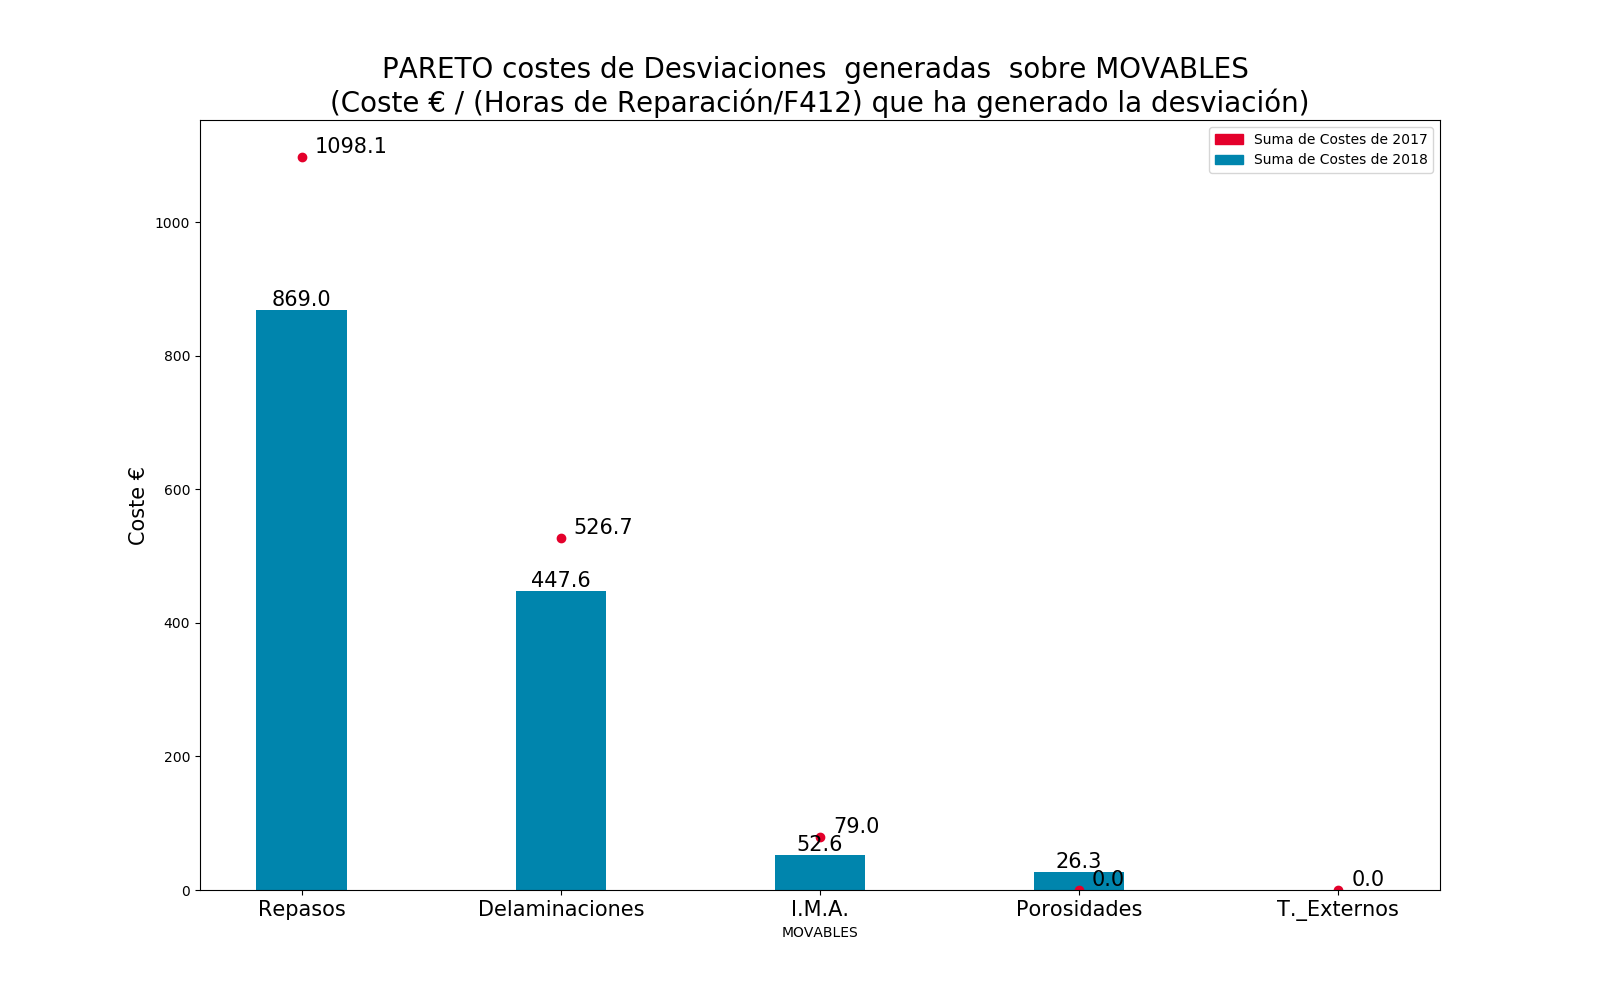 PARETO costes de Desviaciones  generadas  sobre MOVABLES
(Coste € / (Horas de Reparación/F412) que ha generado la desviación)
Suma de Costes de 2017
Suma de Costes de 2018
1098.1
869.0
526.7
447.6
79.0
52.6
26.3
0.0
0.0
Coste €
1000
800
600
400
200
0
Repasos
Delaminaciones
I.M.A.
Porosidades
T._Externos
MOVABLES